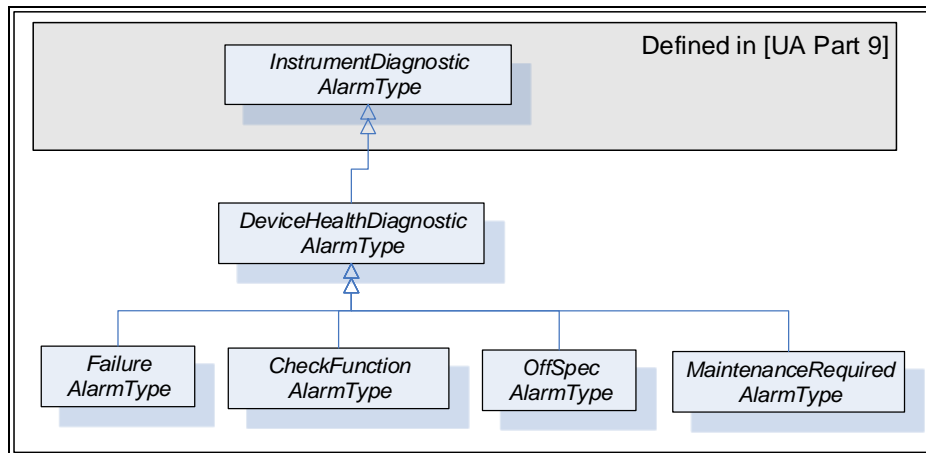 Defined in [UA Part 9]
InstrumentDiagnostic
AlarmType
DeviceHealthDiagnostic
AlarmType
Failure
AlarmType
CheckFunction
AlarmType
OffSpec
AlarmType
MaintenanceRequired
AlarmType